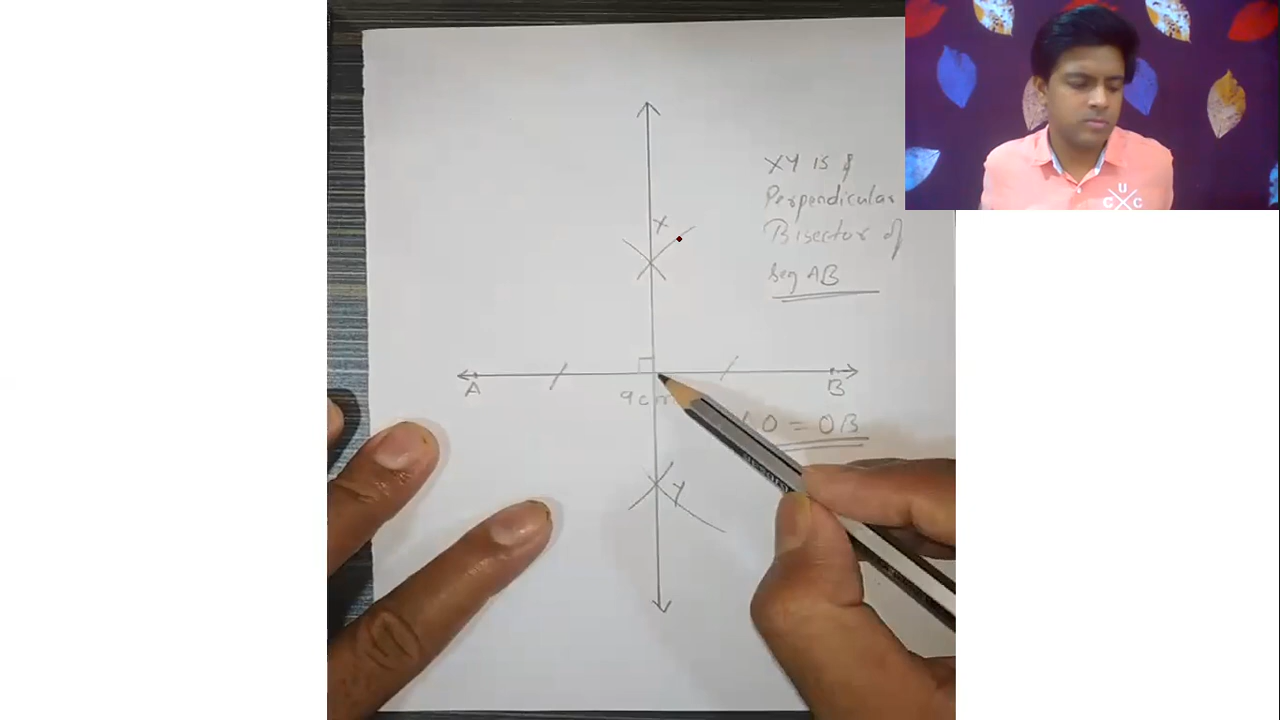 XY is
Perpendicular
Bisector of
seg AB
X
A
B
9cm
O = OB
Y
U
C C